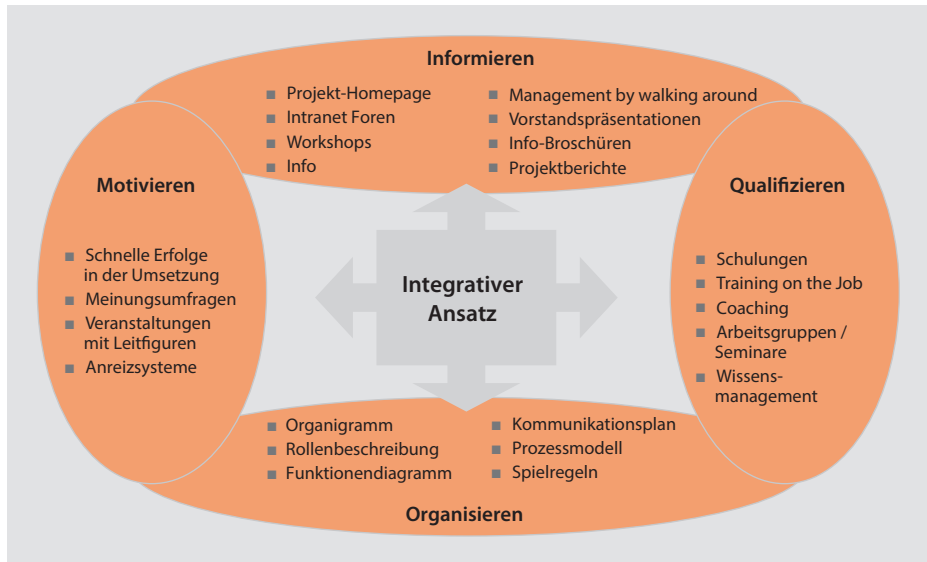 Informieren
Projekt-Homepage
Intranet Foren
Workshops
Info
Management by walking around
Vorstandspräsentationen
Info-Broschüren
Projektberichte
Motivieren
Schnelle Erfolge
in der Umsetzung
Meinungsumfragen
Veranstaltungen
mit Leitfiguren
Anreizsysteme
Integrativer
Ansatz
Qualifizieren
Schulungen
Training on the Job
Coaching
Arbeitsgruppen /
Seminare
Wissens-
management
Organigramm
Rollenbeschreibung
Funktionendiagramm
Kommunikationsplan
Prozessmodell
Spielregeln
Organisieren